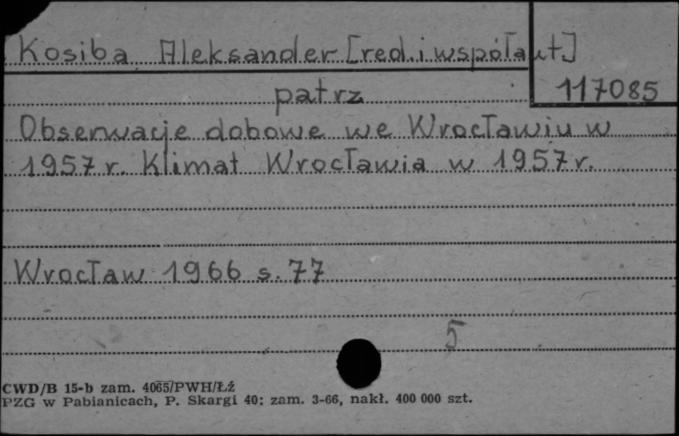 Kosiba Aleksander [red. i współaut.]
117085
patrz
Obserwacje dobowe we Wrocławiu w
1957 r. Klimat Wrocławia w 1957 r.
Wrocław 1966 s. 77
5
CWD/B 15-b zam. 4065/PWH/Łź
PZG w Pabianicach, P. Skargi 40; zam. 3-66, nakł. 400 000 szt.